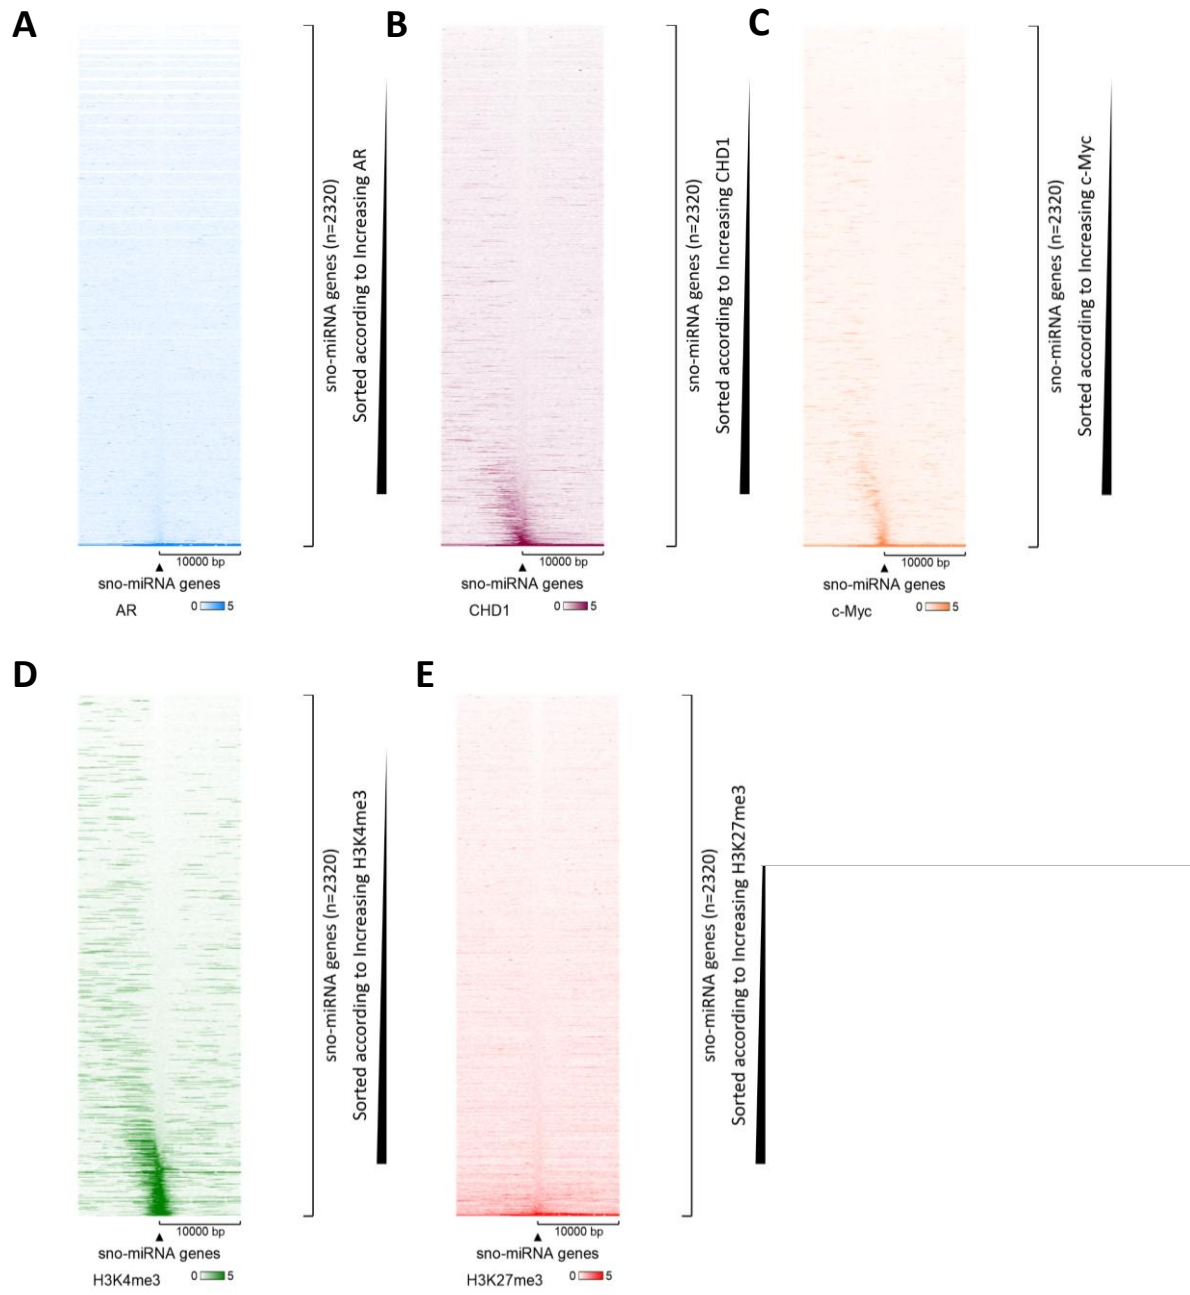 A
B
C
sno-miRNA genes (n=2320)
Sorted according to Increasing AR
sno-miRNA genes (n=2320)
Sorted according to Increasing CHD1
sno-miRNA genes (n=2320)
Sorted according to Increasing c-Myc
10000 bp
sno-miRNA genes
AR 0 5
10000 bp
sno-miRNA genes
CHD1 0 5
10000 bp
sno-miRNA genes
c-Myc 0 5
D
E
sno-miRNA genes (n=2320)
Sorted according to Increasing H3K4me3
sno-miRNA genes (n=2320)
Sorted according to Increasing H3K27me3
10000 bp
sno-miRNA genes
H3K4me3 0 5
10000 bp
sno-miRNA genes
H3K27me3 0 5